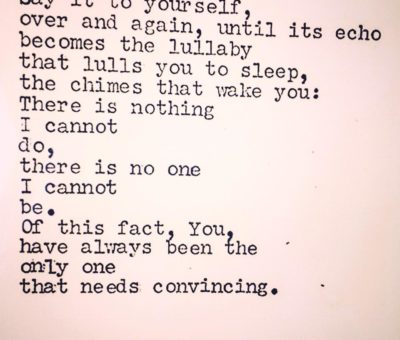 Say it to yourself,
over and again, until its echo
becomes the lullaby
that lulls you to sleep,
the chimes that wake you:
There is nothing
I cannot
do,
there is no one
I cannot
be.
Of this fact, You,
have always been the
only one
that needs convincing.